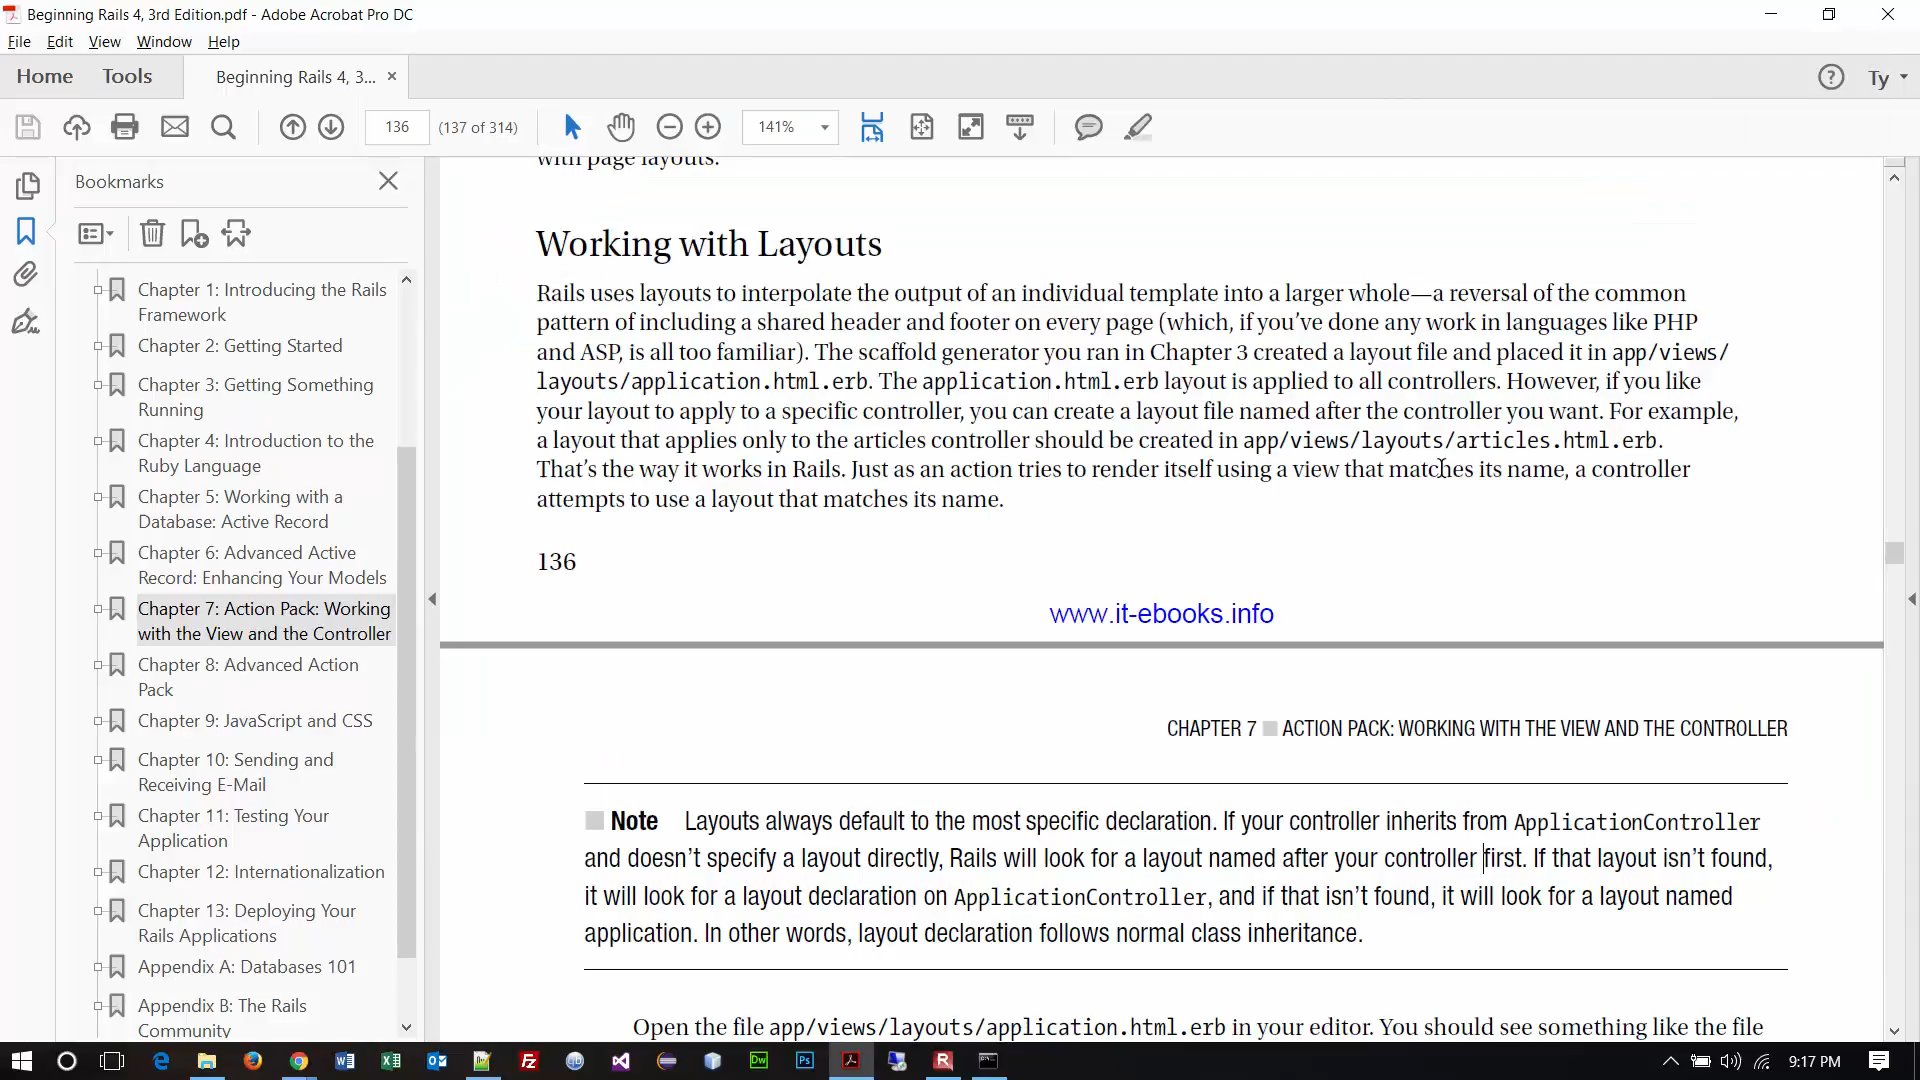 Beginning Rails 4, 3rd Edition.pdf - Adobe Acrobat Pro DC
File Edit View Window Help
Home Tools Beginning Rails 4, 3... × ? Ty
136 (137 of 314) 141%
Bookmarks
Chapter 1: Introducing the Rails
Framework
Chapter 2: Getting Started
Chapter 3: Getting Something
Running
Chapter 4: Introduction to the
Ruby Language
Chapter 5: Working with a
Database: Active Record
Chapter 6: Advanced Active
Record: Enhancing Your Models
Chapter 7: Action Pack: Working
with the View and the Controller
Chapter 8: Advanced Action
Pack
Chapter 9: JavaScript and CSS
Chapter 10: Sending and
Receiving E-Mail
Chapter 11: Testing Your
Application
Chapter 12: Internationalization
Chapter 13: Deploying Your
Rails Applications
Appendix A: Databases 101
Appendix B: The Rails
Community
with page layouts.
Working with Layouts
Rails uses layouts to interpolate the output of an individual template into a larger whole—a reversal of the common
pattern of including a shared header and footer on every page (which, if you’ve done any work in languages like PHP
and ASP, is all too familiar). The scaffold generator you ran in Chapter 3 created a layout file and placed it in app/views/
layouts/application.html.erb. The application.html.erb layout is applied to all controllers. However, if you like
your layout to apply to a specific controller, you can create a layout file named after the controller you want. For example,
a layout that applies only to the articles controller should be created in app/views/layouts/articles.html.erb.
That’s the way it works in Rails. Just as an action tries to render itself using a view that matches its name, a controller
attempts to use a layout that matches its name.
136
www.it-ebooks.info
CHAPTER 7 ■ ACTION PACK: WORKING WITH THE VIEW AND THE CONTROLLER
■ Note Layouts always default to the most specific declaration. If your controller inherits from ApplicationController
and doesn’t specify a layout directly, Rails will look for a layout named after your controller first. If that layout isn’t found,
it will look for a layout declaration on ApplicationController, and if that isn’t found, it will look for a layout named
application. In other words, layout declaration follows normal class inheritance.
Open the file app/views/layouts/application.html.erb in your editor. You should see something like the file
9:17 PM